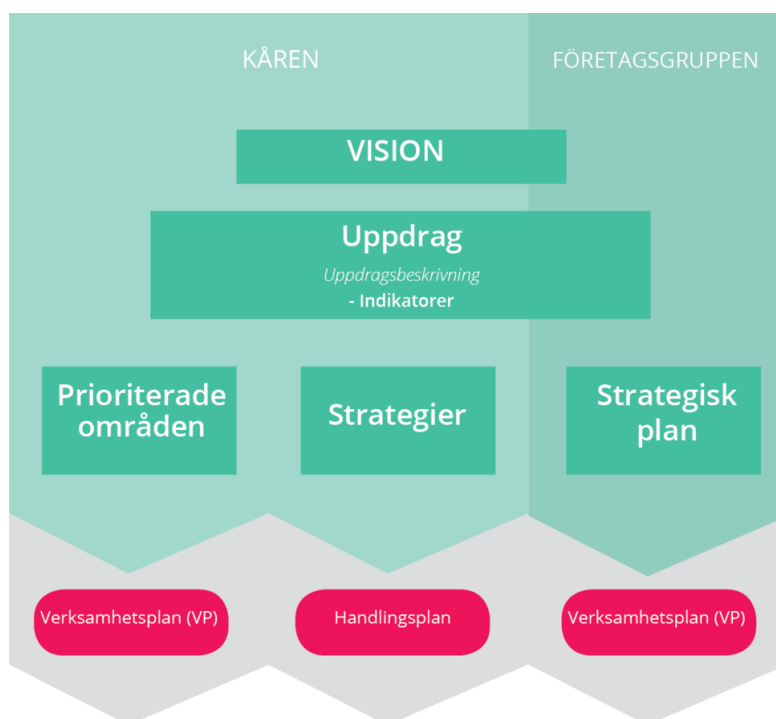 KÅREN
FÖRETAGSGRUPPEN
VISION
Uppdrag
Uppdragsbeskrivning
- Indikatorer
Prioriterade
områden
Strategier
Strategisk
plan
Verksamhetsplan (VP)
Handlingsplan
Verksamhetsplan (VP)